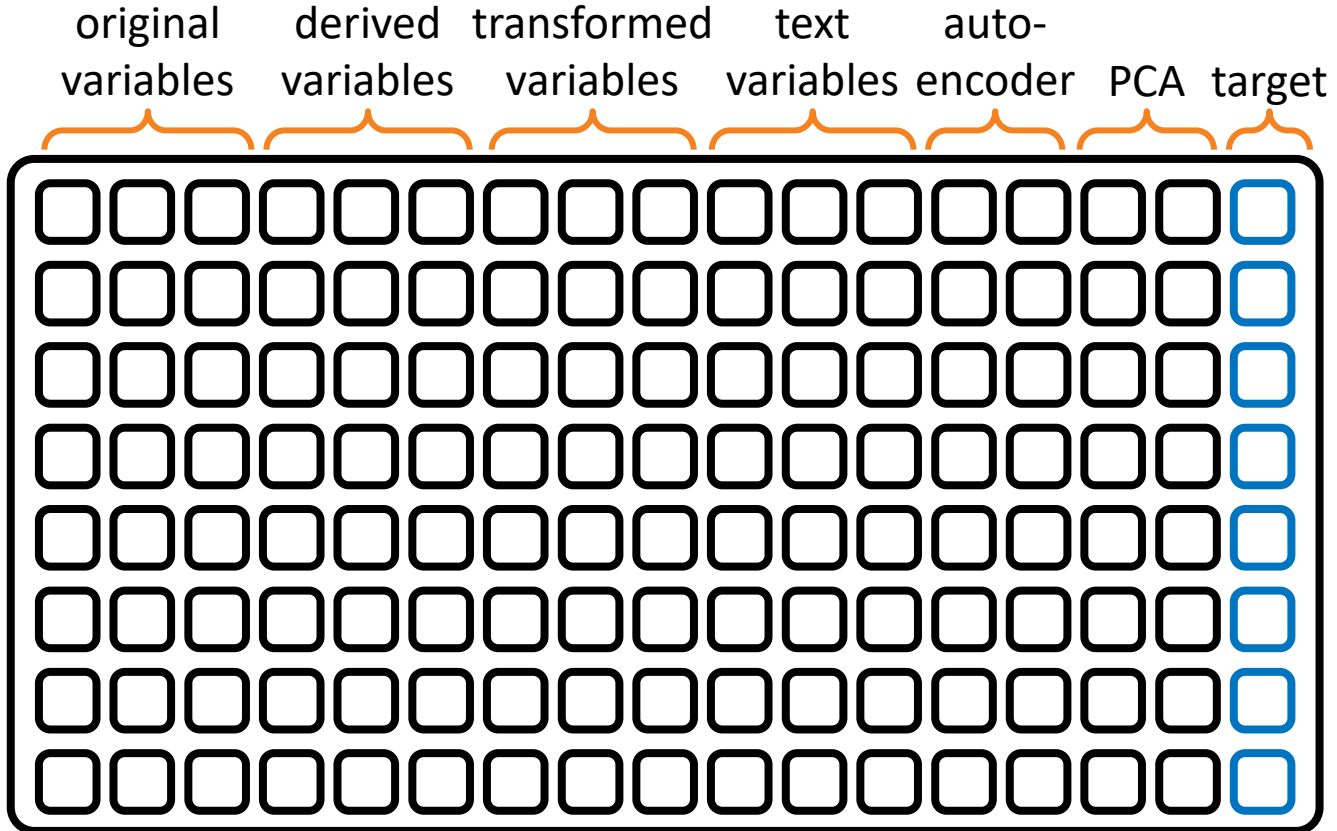 original variables
derived variables
transformed variables
text variables
auto-encoder
PCA
target